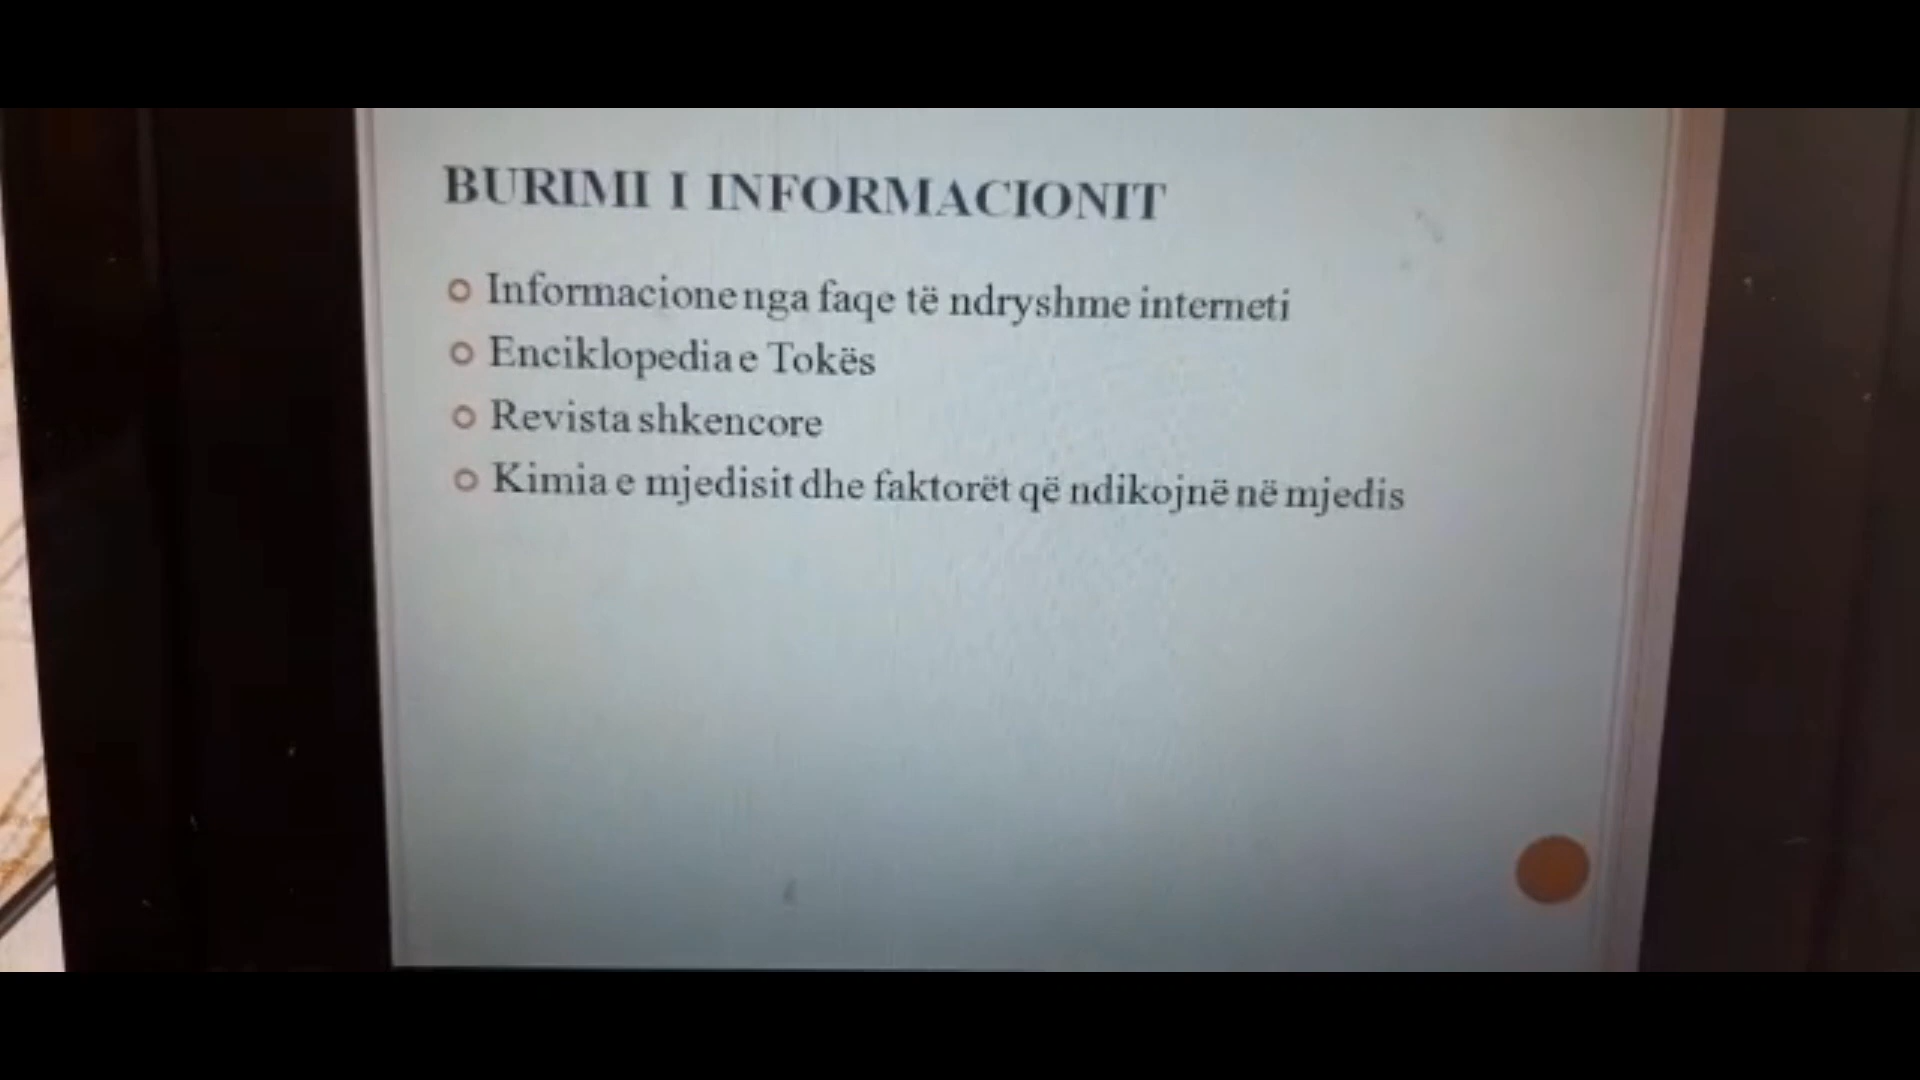 BURIMI I INFORMACIONIT
Informacione nga faqe të ndryshme interneti
Enciklopedia e Tokës
Revista shkencore
Kimia e mjedisit dhe faktorët që ndikojnë në mjedis